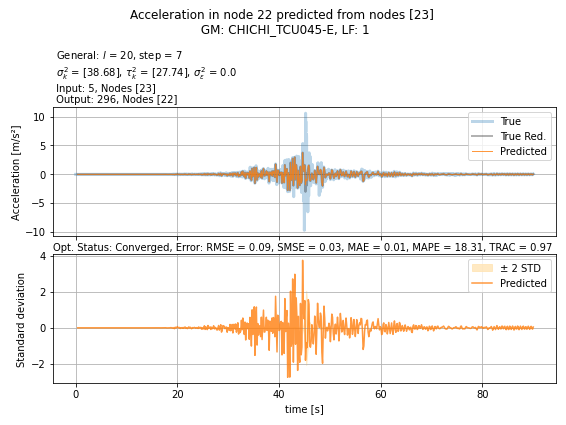 Acceleration in node 22 predicted from nodes [23]
GM: CHICHI_TCU045-E, LF: 1
General: l = 20, step = 7
σ²ₖ = [38.68], τ²ₖ = [27.74], σ²ε = 0.0
Input: 5, Nodes [23]
Output: 296, Nodes [22]
Acceleration [m/s²]
10
5
0
−5
−10
True
True Red.
Predicted
Opt. Status: Converged, Error: RMSE = 0.09, SMSE = 0.03, MAE = 0.01, MAPE = 18.31, TRAC = 0.97
Standard deviation
4
2
0
−2
± 2 STD
Predicted
0 20 40 60 80
time [s]